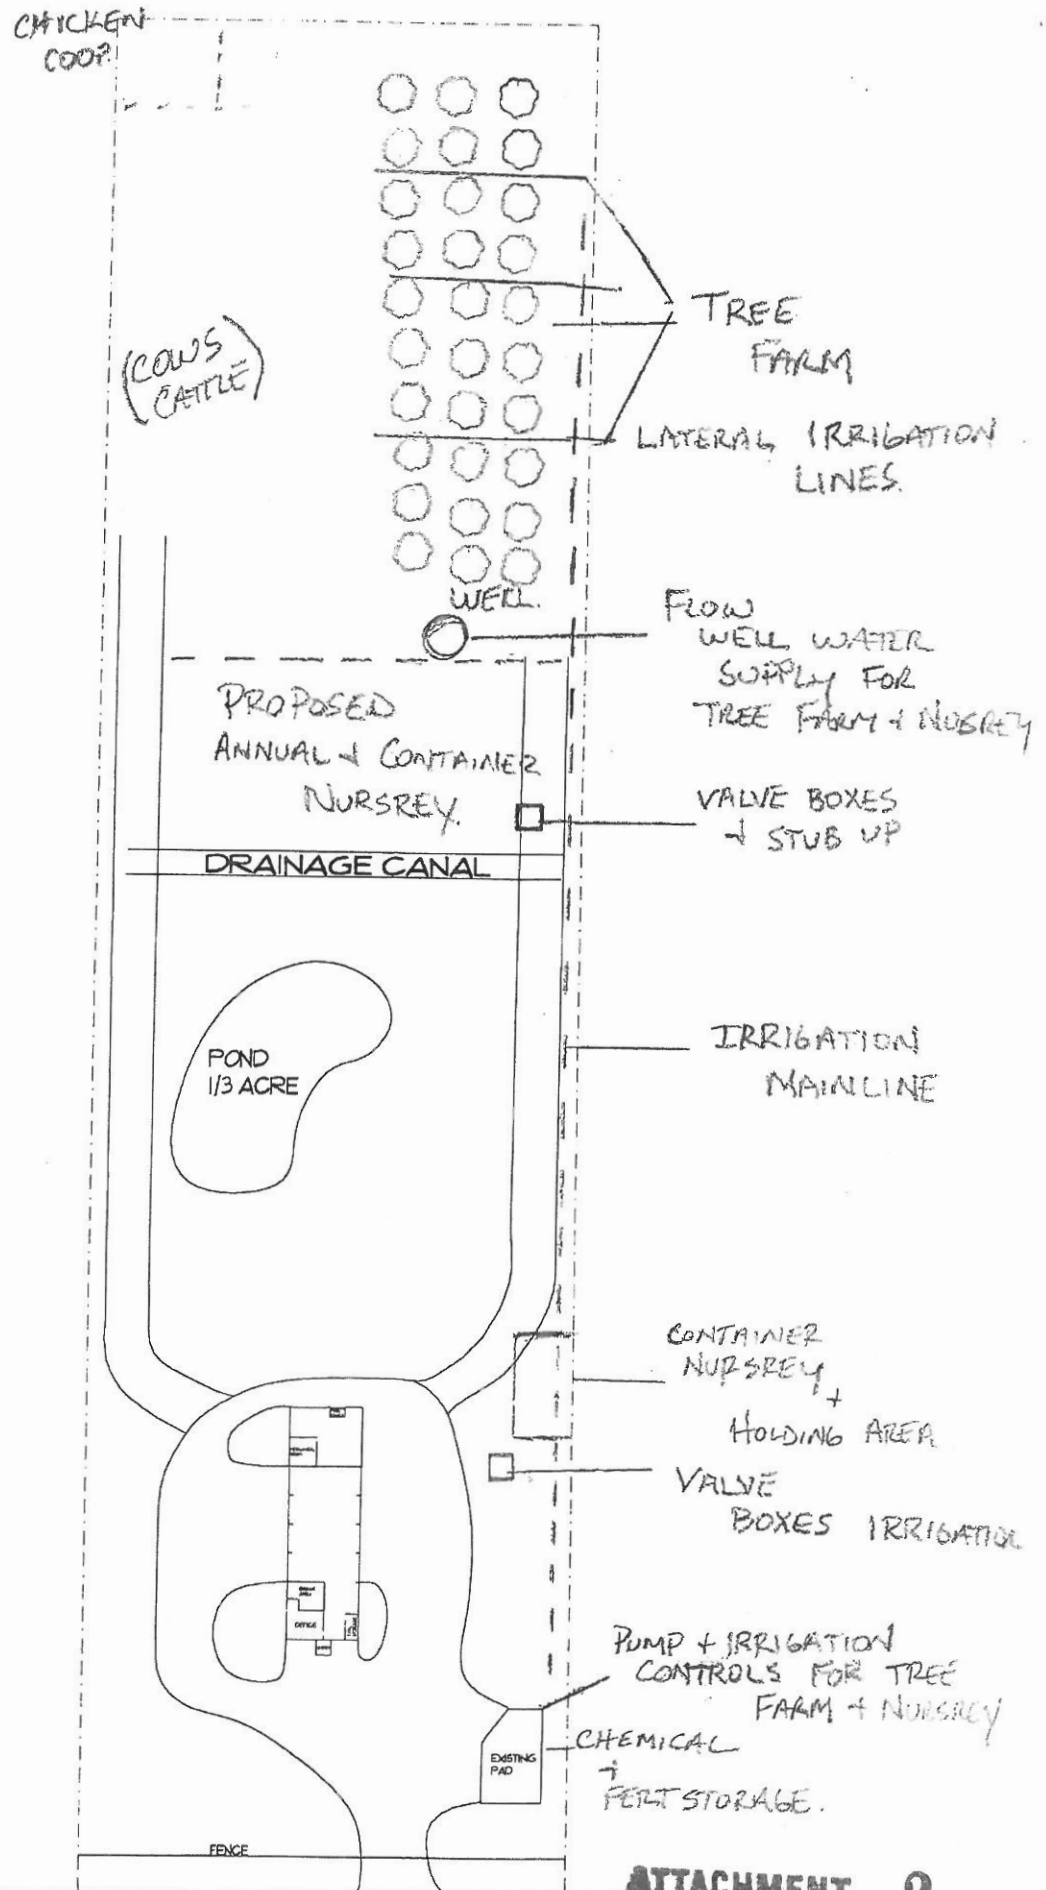 CHICKEN
COOP.
TREE
FARM
(COWS
CATTLE)
LATERAL IRRIGATION
LINES.
WELL.
FLOW
WELL WATER
SUPPLY FOR
TREE FARM + NUSREY
PROPOSED
ANNUAL + CONTAINER
NURSREY.
VALVE BOXES
+ STUB UP
DRAINAGE CANAL
POND
1/3 ACRE
IRRIGATION
MAINLINE
CONTAINER
NURSREY
+
HOLDING AREA
VALVE
BOXES IRRIGATION
OFFICE
PUMP + IRRIGATION
CONTROLS FOR TREE
FARM + NURSREY
EXISTING
PAD
CHEMICAL
+
FERT STORAGE.
FENCE
ATTACHMENT